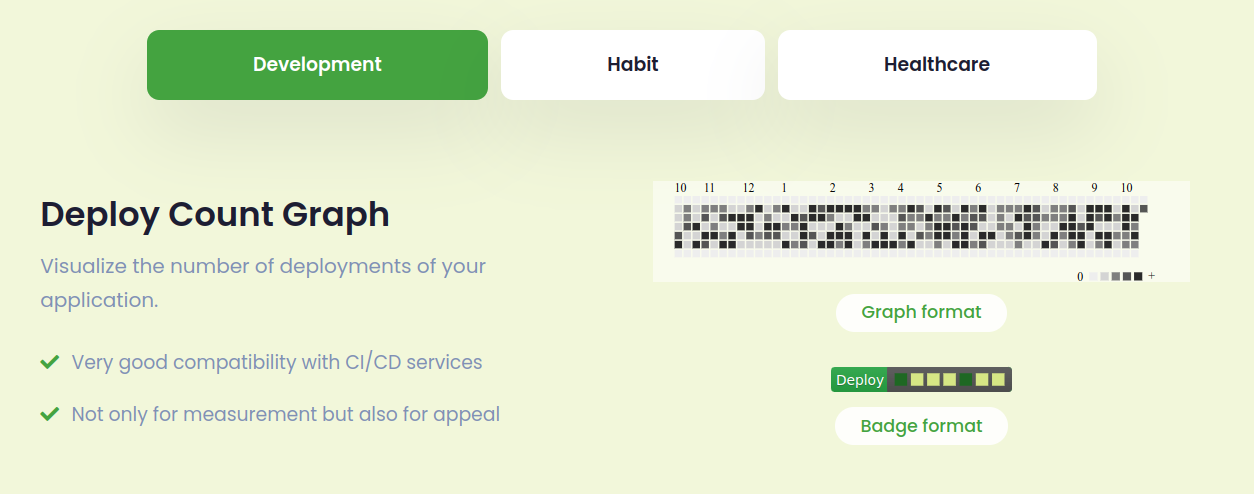 Development Habit Healthcare
Deploy Count Graph
Visualize the number of deployments of your
application.
Very good compatibility with CI/CD services
Not only for measurement but also for appeal
10 11 12 1 2 3 4 5 6 7 8 9 10
0 +
Graph format
Deploy
Badge format